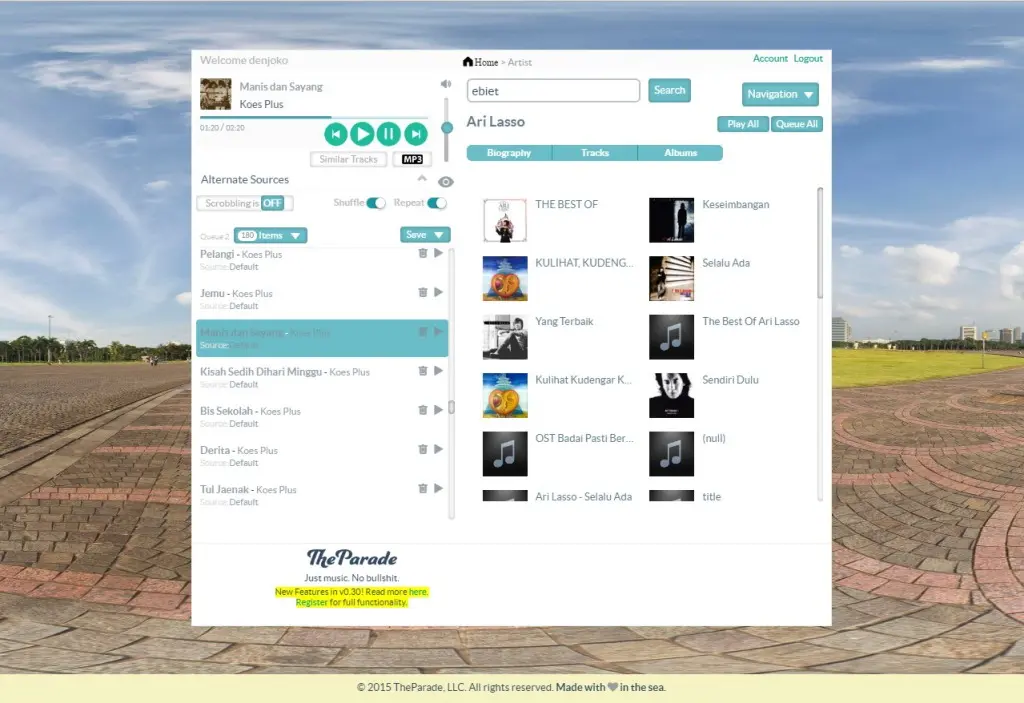 Welcome denjoko
Manis dan Sayang
Koes Plus
01:20 / 02:20
Similar Tracks
MP3
Alternate Sources
Scrobbling is OFF
Shuffle
Repeat
Queue 2
180 Items
Save
Pelangi - Koes Plus
Source: Default
Jemu - Koes Plus
Source: Default
Manis dan Sayang - Koes Plus
Source: Default
Kisah Sedih Dihari Minggu - Koes Plus
Source: Default
Bis Sekolah - Koes Plus
Source: Default
Derita - Koes Plus
Source: Default
Tul Jaenak - Koes Plus
Source: Default
Home > Artist
Account Logout
ebiet
Search
Navigation
Ari Lasso
Play All
Queue All
Biography
Tracks
Albums
THE BEST OF
Keseimbangan
KULIHAT, KUDENG...
Selalu Ada
Yang Terbaik
The Best Of Ari Lasso
Kulihat Kudengar K...
Sendiri Dulu
OST Badai Pasti Ber...
(null)
Ari Lasso - Selalu Ada
title
TheParade
Just music. No bullshit.
New Features in v0.30! Read more here.
Register for full functionality.
© 2015 TheParade, LLC. All rights reserved. Made with ♥ in the sea.